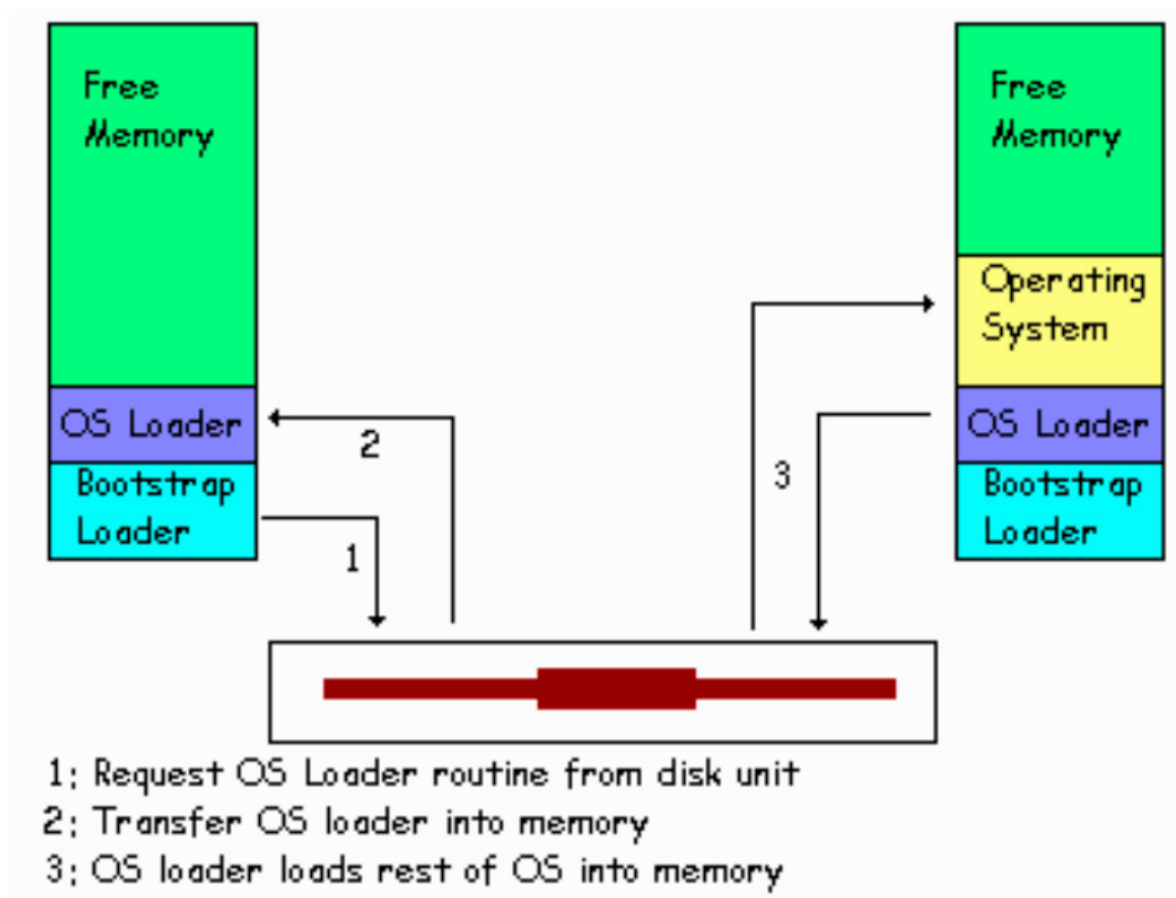 Free
Memory
OS Loader
Bootstrap
Loader
1
2
3
Free
Memory
Operating
System
OS Loader
Bootstrap
Loader
1: Request OS Loader routine from disk unit
2: Transfer OS loader into memory
3: OS loader loads rest of OS into memory